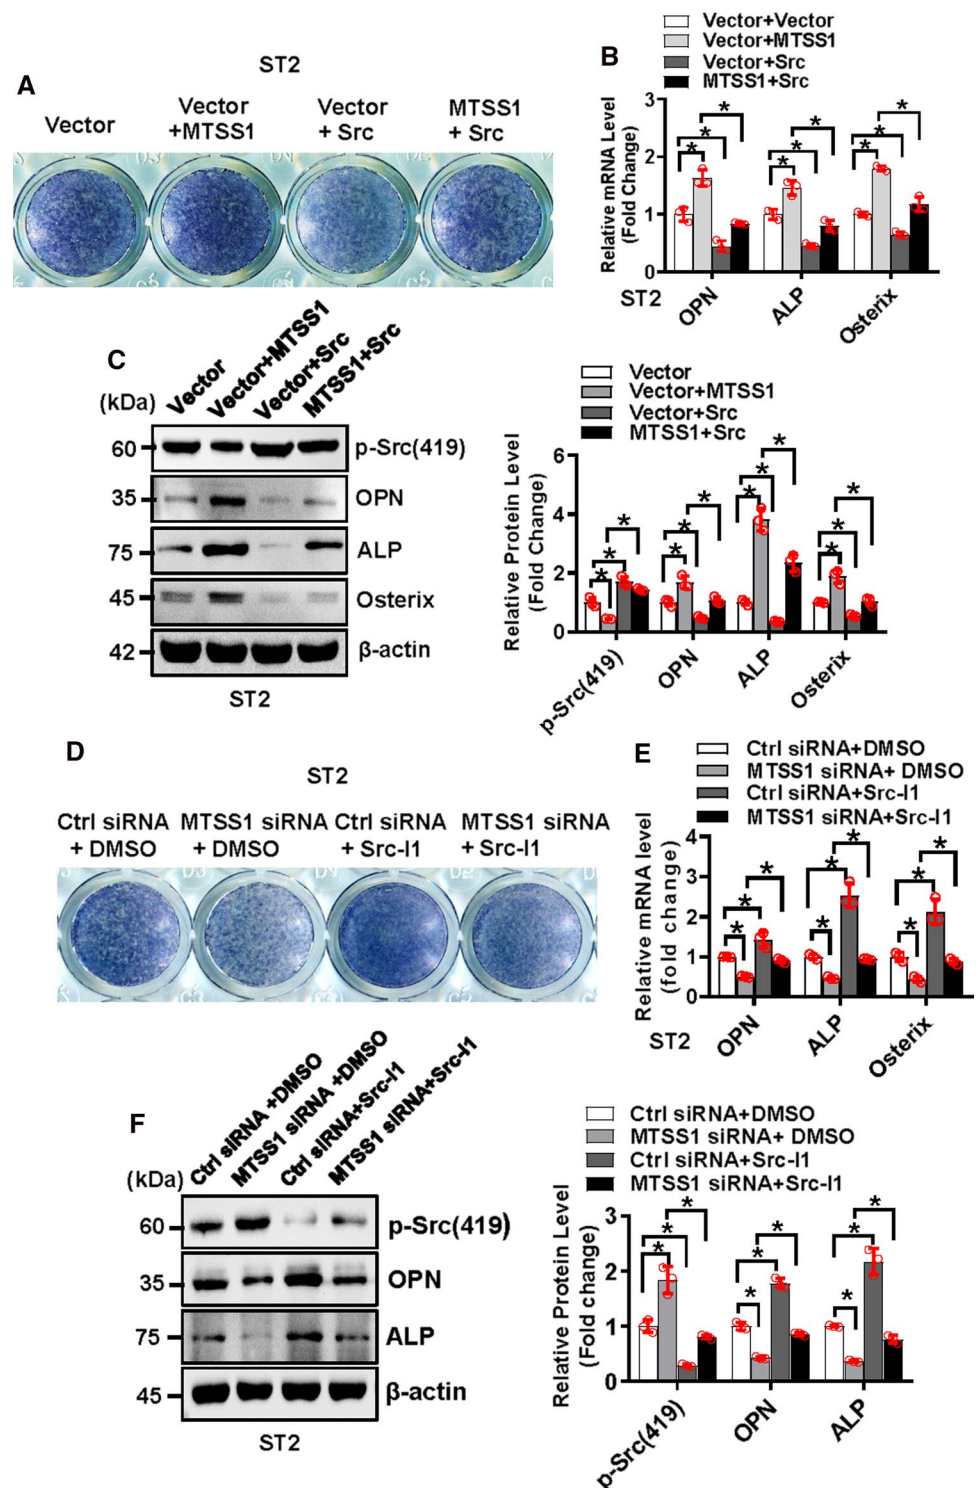 A
ST2
Vector
Vector
+MTSS1
Vector
+ Src
MTSS1
+ Src
B
Vector+Vector
Vector+MTSS1
Vector+Src
MTSS1+Src
Relative mRNA Level
(Fold Change)
3
2
1
0
* * * * * * * * *
ST2
OPN
ALP
Osterix
C
(kDa)
Vector
Vector+MTSS1
Vector+Src
MTSS1+Src
60
p-Src(419)
35
OPN
75
ALP
45
Osterix
42
β-actin
ST2
Vector
Vector+MTSS1
Vector+Src
MTSS1+Src
Relative Protein Level
(Fold Change)
6
4
2
0
* * * * * * * * * * * *
p-Src(419)
OPN
ALP
Osterix
D
ST2
Ctrl siRNA
+ DMSO
MTSS1 siRNA
+ DMSO
Ctrl siRNA
+ Src-I1
MTSS1 siRNA
+ Src-I1
E
Ctrl siRNA+DMSO
MTSS1 siRNA+ DMSO
Ctrl siRNA+Src-I1
MTSS1 siRNA+Src-I1
Relative mRNA level
(fold change)
4
3
2
1
0
* * * * * * * * *
ST2
OPN
ALP
Osterix
F
(kDa)
Ctrl siRNA +DMSO
MTSS1 siRNA +DMSO
Ctrl siRNA+Src-I1
MTSS1 siRNA+Src-I1
60
p-Src(419)
35
OPN
75
ALP
45
β-actin
ST2
Ctrl siRNA+DMSO
MTSS1 siRNA+ DMSO
Ctrl siRNA+Src-I1
MTSS1 siRNA+Src-I1
Relative Protein Level
(Fold change)
3
2
1
0
* * * * * * * * *
p-Src(419)
OPN
ALP